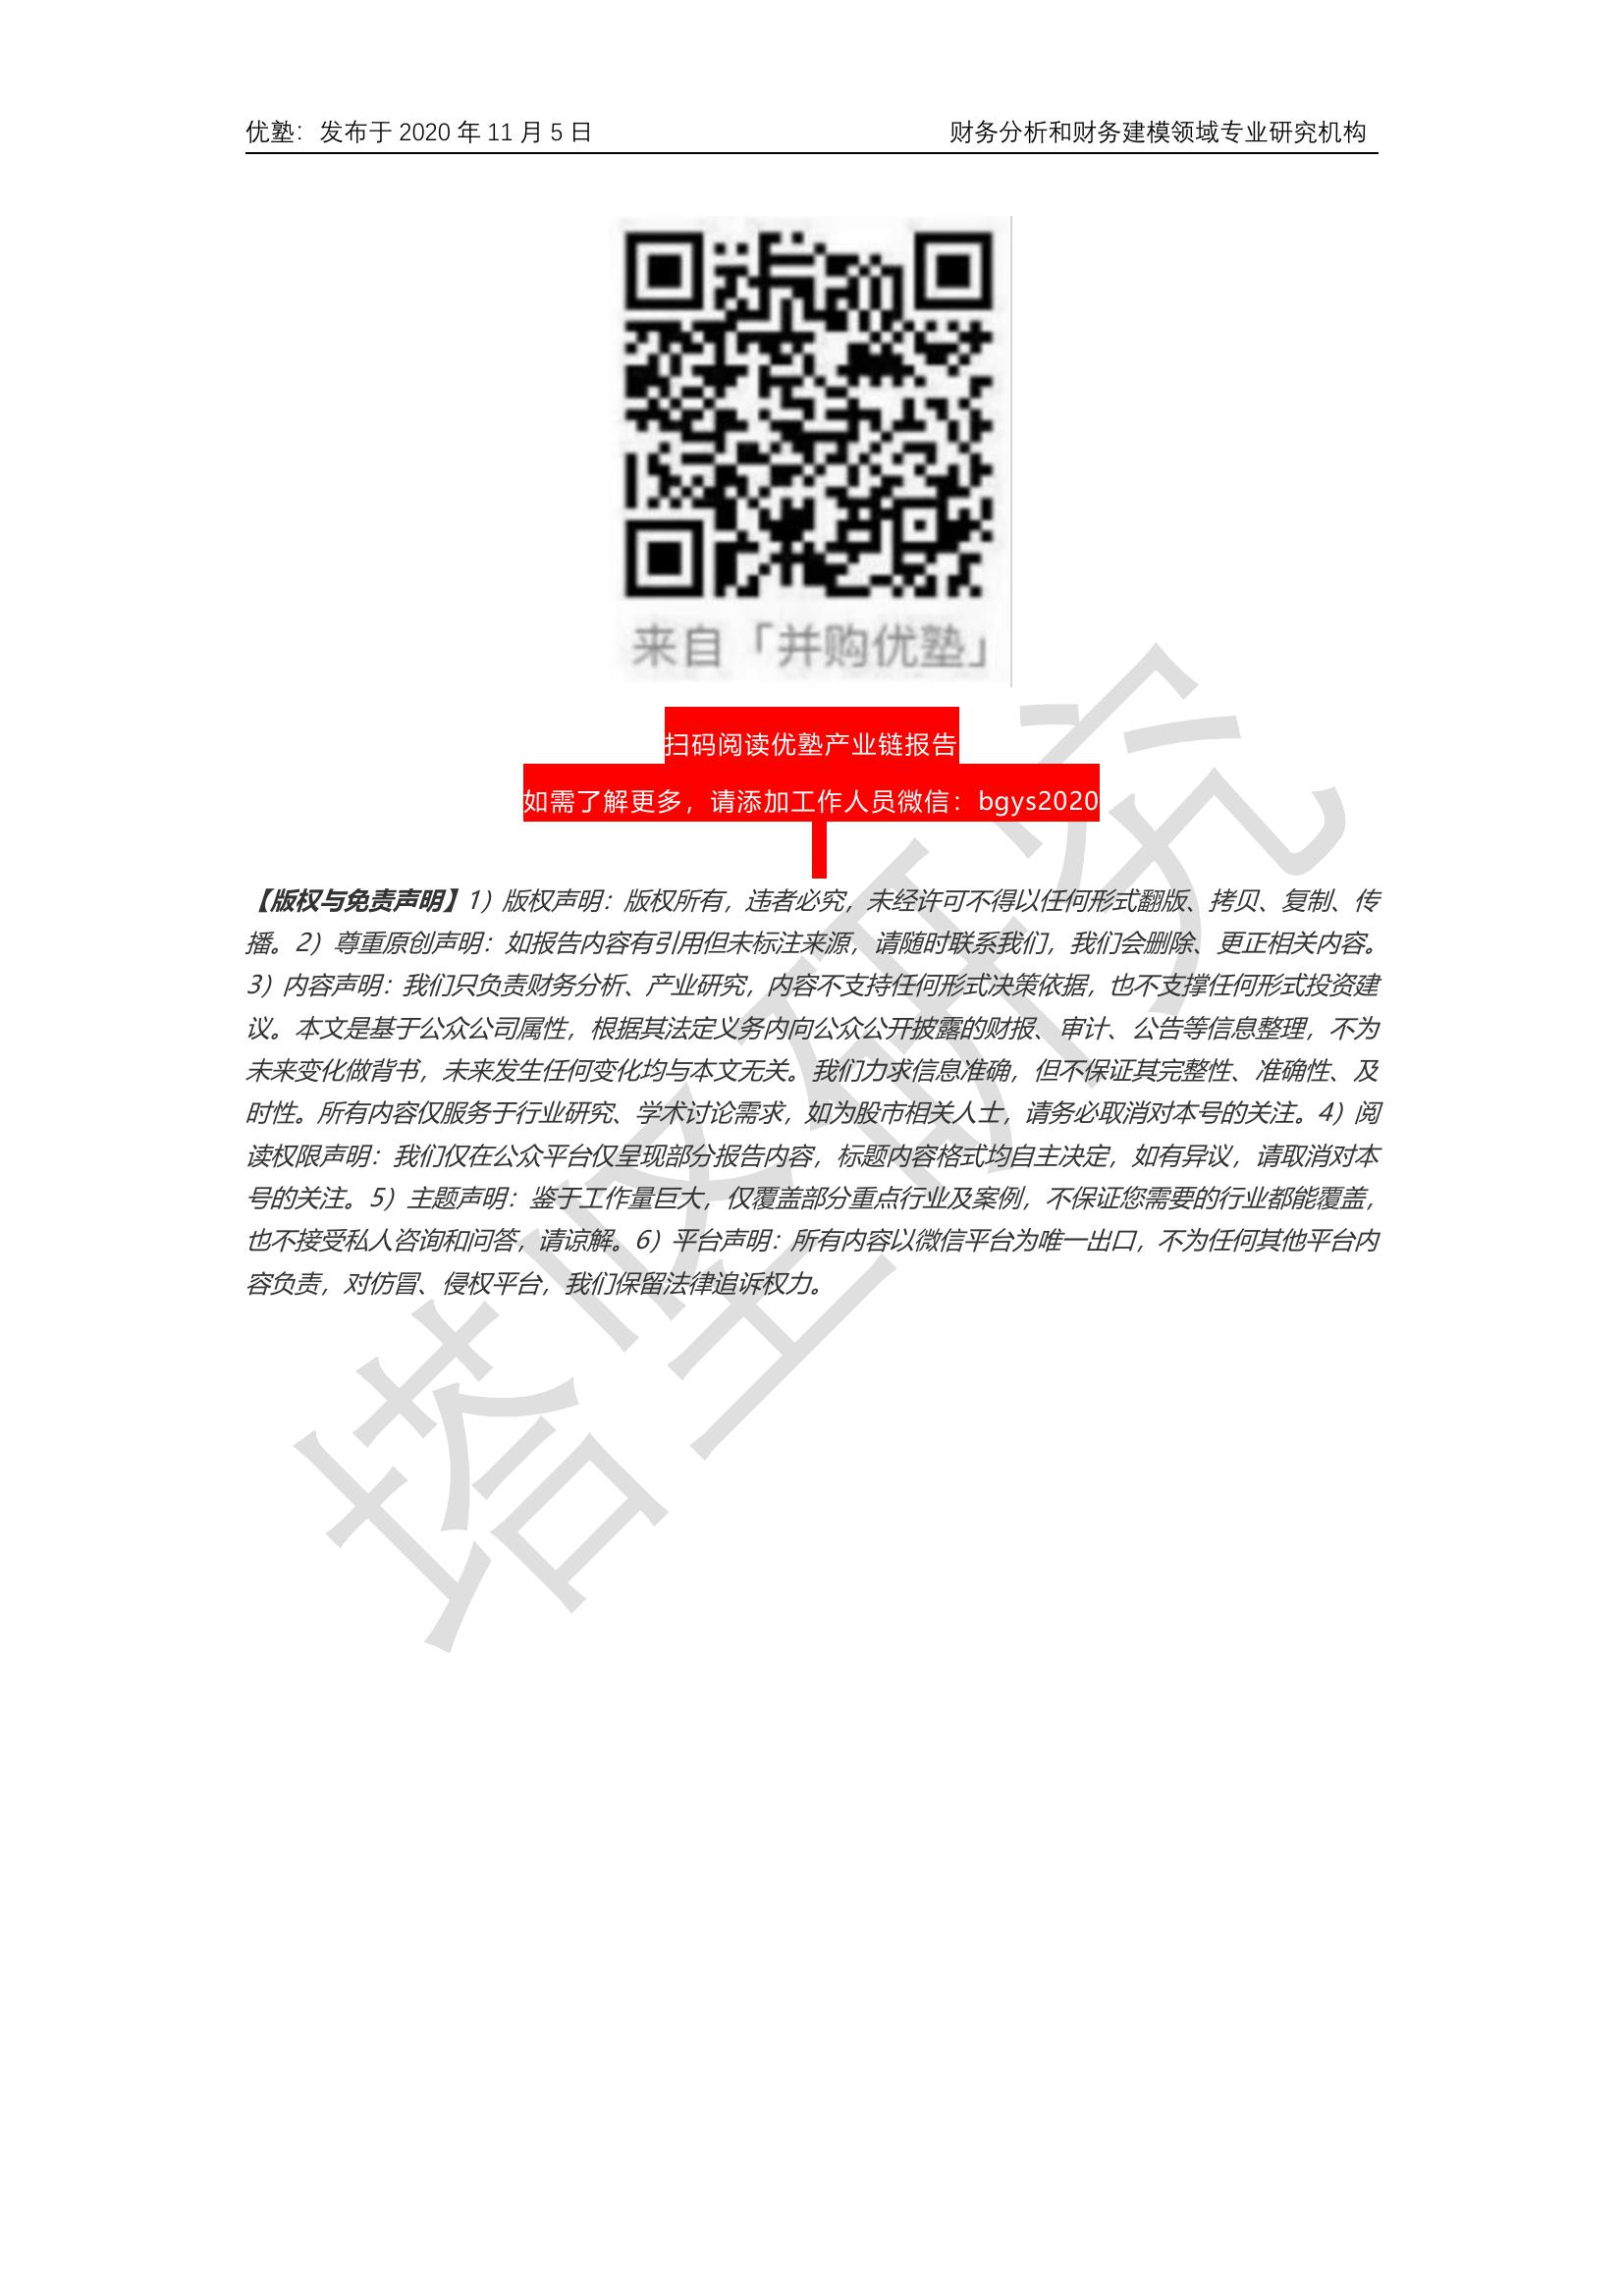 优塾：发布于 2020 年 11 月 5 日 财务分析和财务建模领域专业研究机构
来自「并购优塾」
扫码阅读优塾产业链报告
如需了解更多，请添加工作人员微信：bgys2020
【版权与免责声明】1）版权声明：版权所有，违者必究，未经许可不得以任何形式翻版、拷贝、复制、传
播。2）尊重原创声明：如报告内容有引用但未标注来源，请随时联系我们，我们会删除、更正相关内容。
3）内容声明：我们只负责财务分析、产业研究，内容不支持任何形式决策依据，也不支撑任何形式投资建
议。本文是基于公众公司属性，根据其法定义务内向公众公开披露的财报、审计、公告等信息整理，不为
未来变化做背书，未来发生任何变化均与本文无关。我们力求信息准确，但不保证其完整性、准确性、及
时性。所有内容仅服务于行业研究、学术讨论需求，如为股市相关人士，请务必取消对本号的关注。4）阅
读权限声明：我们仅在公众平台仅呈现部分报告内容，标题内容格式均自主决定，如有异议，请取消对本
号的关注。5）主题声明：鉴于工作量巨大，仅覆盖部分重点行业及案例，不保证您需要的行业都能覆盖，
也不接受私人咨询和问答，请谅解。6）平台声明：所有内容以微信平台为唯一出口，不为任何其他平台内
容负责，对仿冒、侵权平台，我们保留法律追诉权力。
塔坚研究